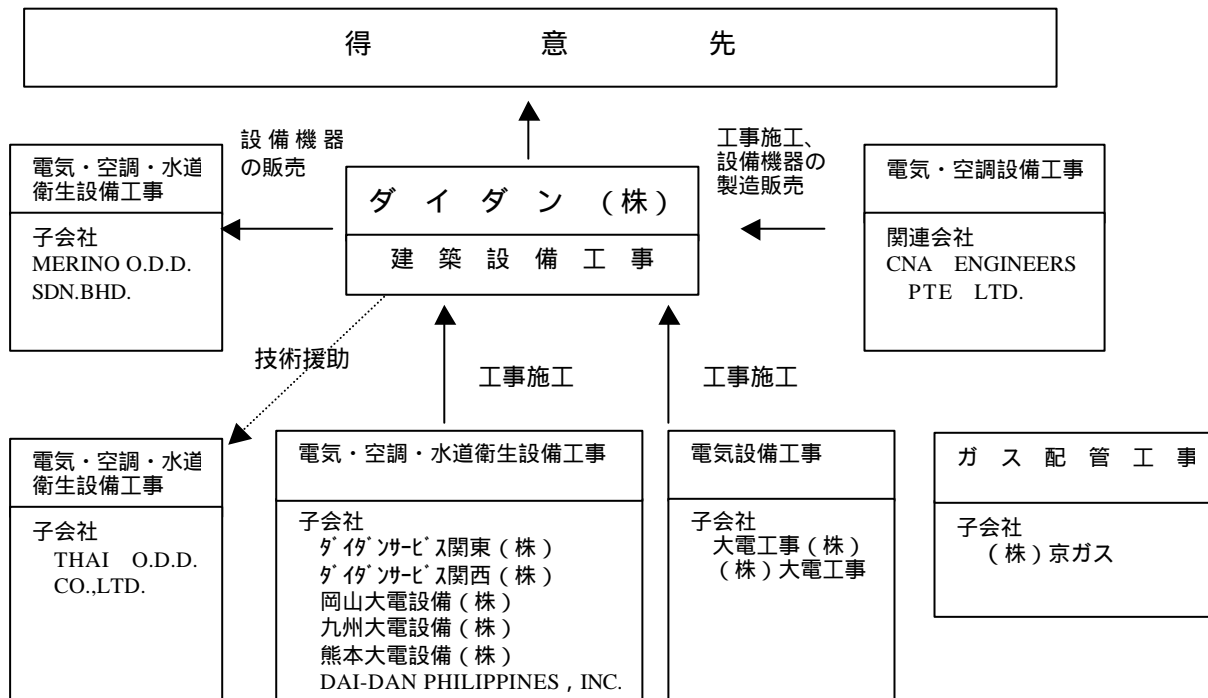 得 意 先
設 備 機 器
の販売
工事施工、
設備機器の
製造販売
電気・空調・水道
衛生設備工事
子会社
MERINO O.D.D.
SDN.BHD.
ダ イ ダ ン （株）
建 築 設 備 工 事
電気・空調設備工事
関連会社
CNA ENGINEERS
PTE LTD.
技術援助
工事施工
工事施工
電気・空調・水道
衛生設備工事
子会社
THAI O.D.D.
CO.,LTD.
電気・空調・水道衛生設備工事
子会社
ﾀﾞｲﾀﾞﾝｻｰﾋﾞｽ関東（株）
ﾀﾞｲﾀﾞﾝｻｰﾋﾞｽ関西（株）
岡山大電設備（株）
九州大電設備（株）
熊本大電設備（株）
DAI-DAN PHILIPPINES , INC.
電気設備工事
子会社
大電工事（株）
（株）大電工事
ガ ス 配 管 工 事
子会社
（株）京ガス